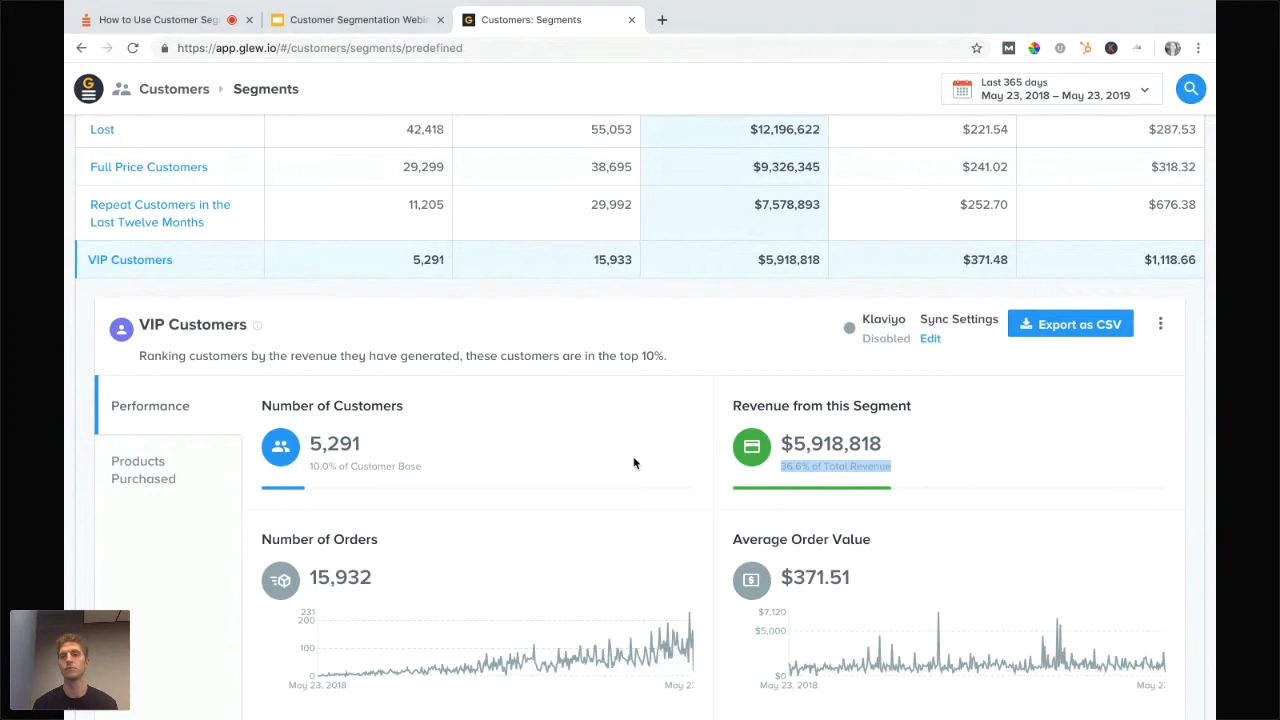 How to Use Customer Seg
Customer Segmentation Webin
G Customers: Segments
https://app.glew.io/#/customers/segments/predefined
M
K
G
Customers Segments
Last 365 days
May 23, 2018 – May 23, 2019
Lost 42,418 55,053 $12,196,622 $221.54 $287.53
Full Price Customers 29,299 38,695 $9,326,345 $241.02 $318.32
Repeat Customers in the
Last Twelve Months 11,205 29,992 $7,578,893 $252.70 $676.38
VIP Customers 5,291 15,933 $5,918,818 $371.48 $1,118.66
VIP Customers
Klaviyo Sync Settings Export as CSV
Disabled Edit
Ranking customers by the revenue they have generated, these customers are in the top 10%.
Performance
Products
Purchased
Number of Customers
5,291
10.0% of Customer Base
Revenue from this Segment
$5,918,818
36.6% of Total Revenue
Number of Orders
15,932
231
200
100
0
May 23, 2018 May 2
Average Order Value
$371.51
$7,120
$5,000
$0
May 23, 2018 May 2